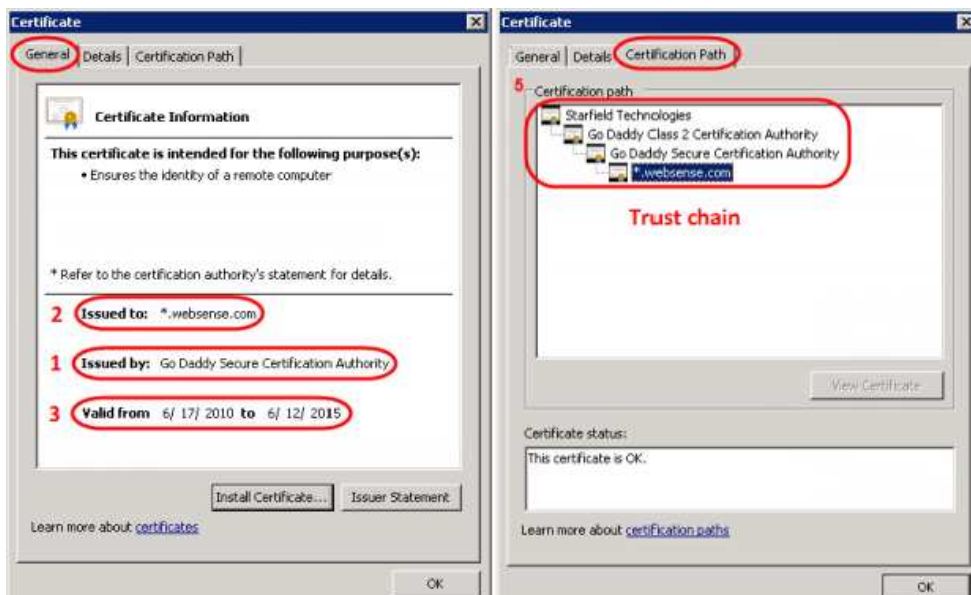 Certificate
General Details Certification Path
Certificate Information
This certificate is intended for the following purpose(s):
• Ensures the identity of a remote computer
* Refer to the certification authority's statement for details.
2 Issued to: *.websense.com
1 Issued by: Go Daddy Secure Certification Authority
3 Valid from 6/ 17/ 2010 to 6/ 12/ 2015
Install Certificate... Issuer Statement
Learn more about certificates
OK
Certificate
General Details Certification Path
5 Certification path
Starfield Technologies
Go Daddy Class 2 Certification Authority
Go Daddy Secure Certification Authority
*.websense.com
Trust chain
View Certificate
Certificate status:
This certificate is OK.
Learn more about certification paths
OK